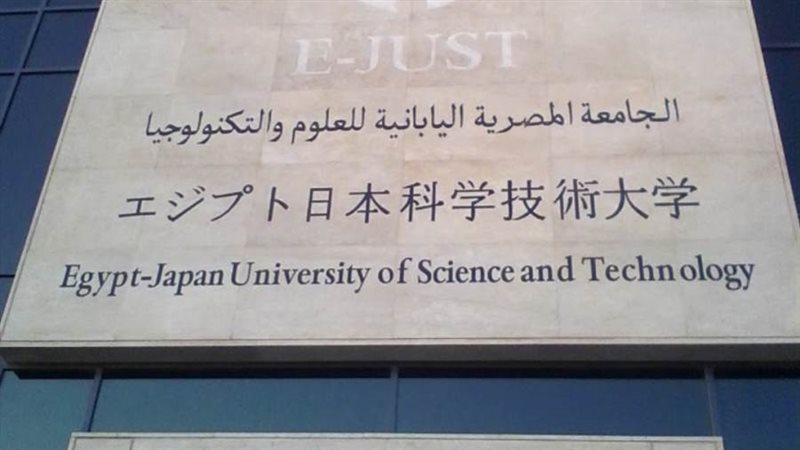 E-JUST
الجامعة المصرية اليابانية للعلوم والتكنولوجيا
エジプト日本科学技術大学
Egypt-Japan University of Science and Technology